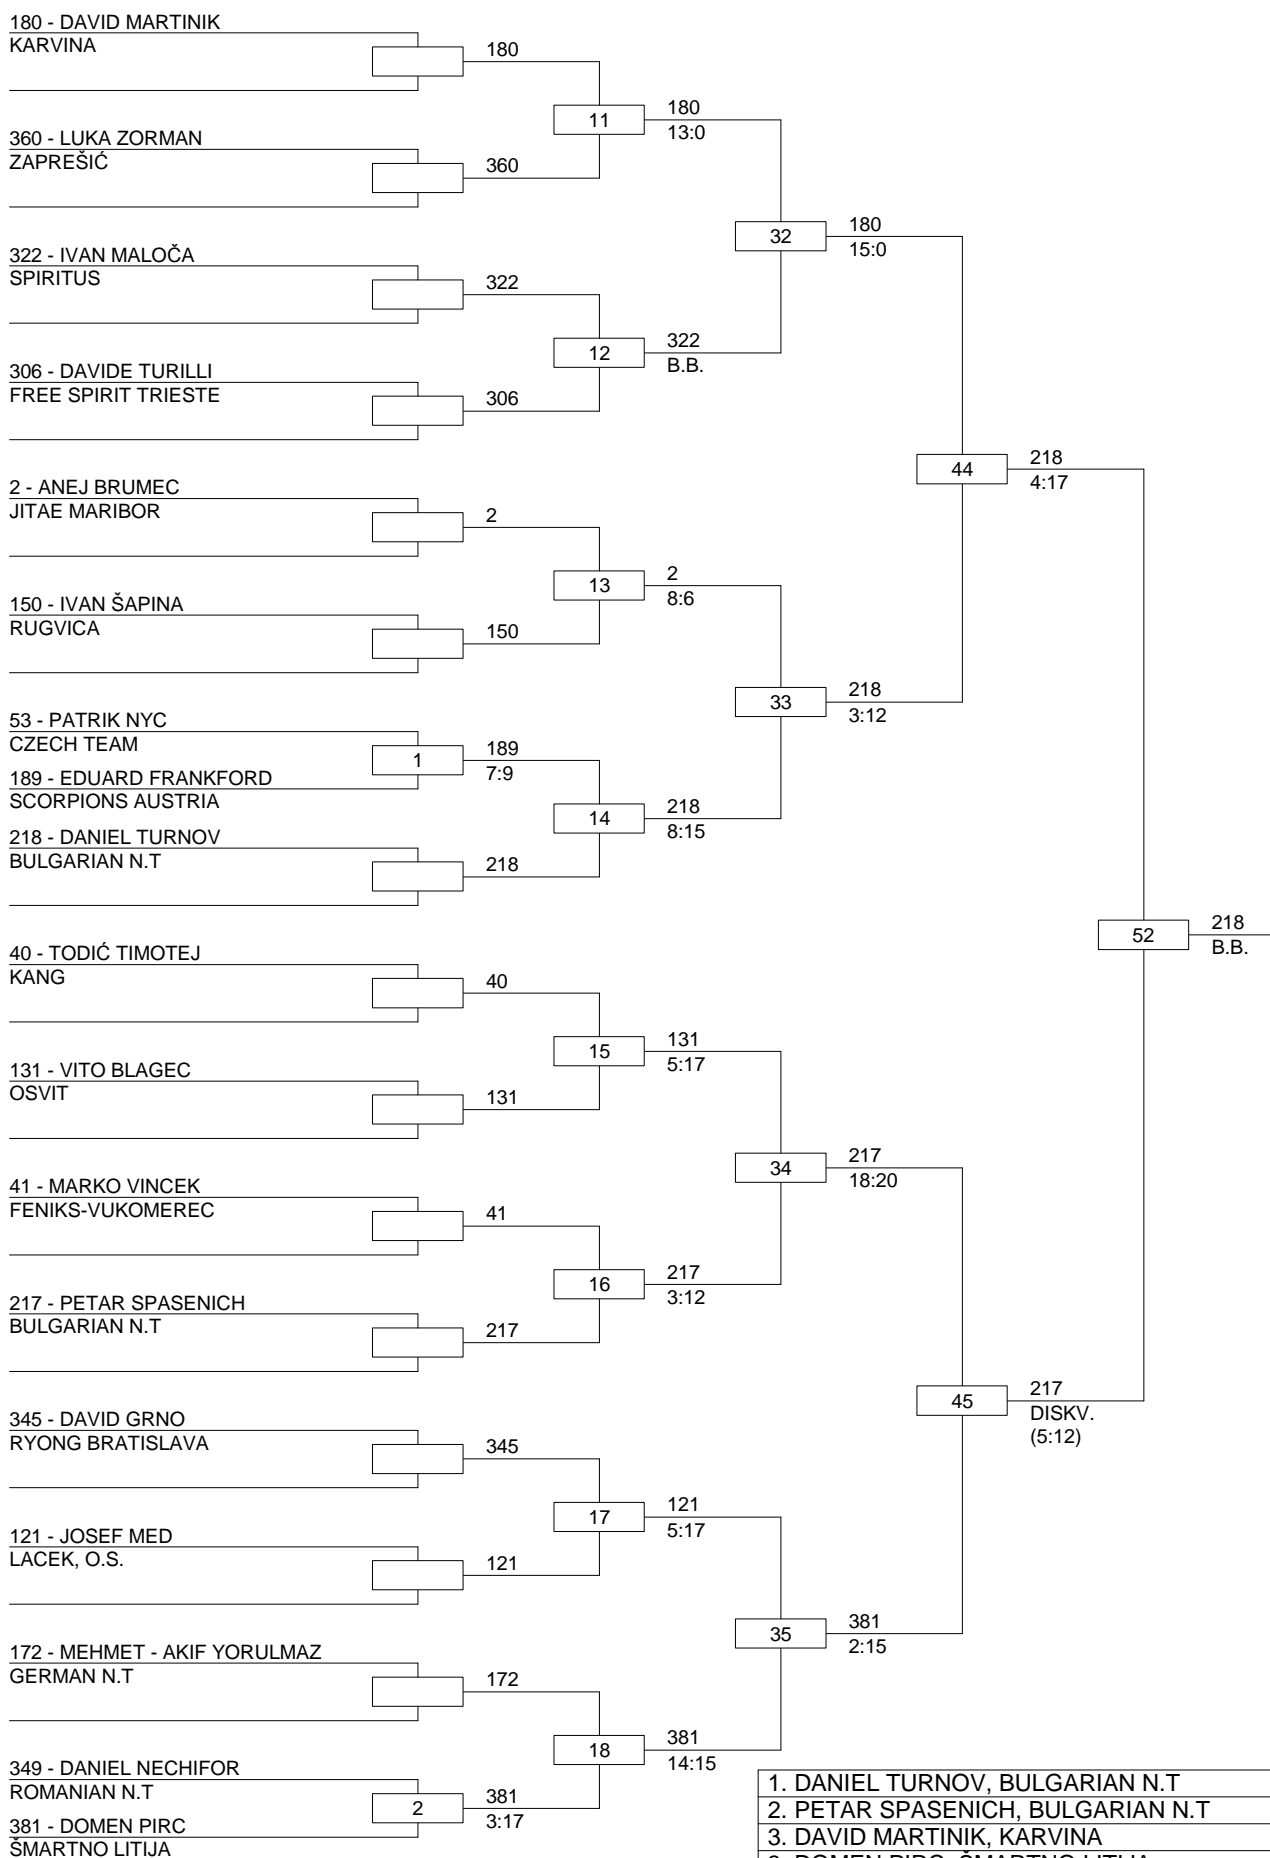 180 - DAVID MARTINIK
KARVINA
180
11
180
13:0
360 - LUKA ZORMAN
ZAPREŠIĆ
360
32
180
15:0
322 - IVAN MALOČA
SPIRITUS
322
12
322
B.B.
306 - DAVIDE TURILLI
FREE SPIRIT TRIESTE
306
44
218
4:17
2 - ANEJ BRUMEC
JITAE MARIBOR
2
13
2
8:6
150 - IVAN ŠAPINA
RUGVICA
150
33
218
3:12
53 - PATRIK NYC
CZECH TEAM
1
189
7:9
189 - EDUARD FRANKFORD
SCORPIONS AUSTRIA
14
218
8:15
218 - DANIEL TURNOV
BULGARIAN N.T
218
52
218
B.B.
40 - TODIĆ TIMOTEJ
KANG
40
15
131
5:17
131 - VITO BLAGEC
OSVIT
131
34
217
18:20
41 - MARKO VINCEK
FENIKS-VUKOMEREC
41
16
217
3:12
217 - PETAR SPASENICH
BULGARIAN N.T
217
45
217
DISKV.
(5:12)
345 - DAVID GRNO
RYONG BRATISLAVA
345
17
121
5:17
121 - JOSEF MED
LACEK, O.S.
121
35
381
2:15
172 - MEHMET - AKIF YORULMAZ
GERMAN N.T
172
18
381
14:15
349 - DANIEL NECHIFOR
ROMANIAN N.T
2
381
3:17
381 - DOMEN PIRC
ŠMARTNO LITIJA
1. DANIEL TURNOV, BULGARIAN N.T
2. PETAR SPASENICH, BULGARIAN N.T
3. DAVID MARTINIK, KARVINA
3. DOMEN PIRC, ŠMARTNO LITIJA